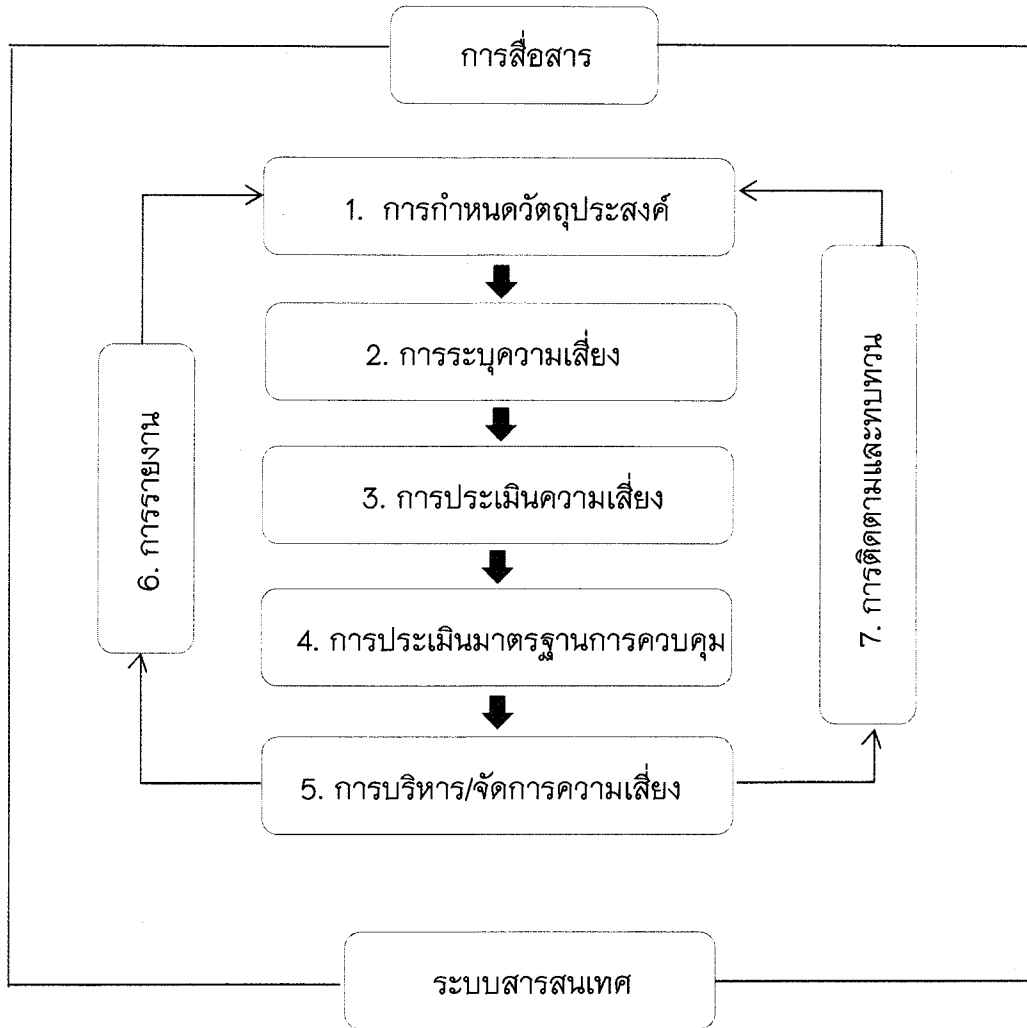 การสื่อสาร
1. การกำหนดวัตถุประสงค์
2. การระบุความเสี่ยง
3. การประเมินความเสี่ยง
4. การประเมินมาตรฐานการควบคุม
5. การบริหาร/จัดการความเสี่ยง
6. การรายงาน
7. การติดตามและทบทวน
ระบบสารสนเทศ